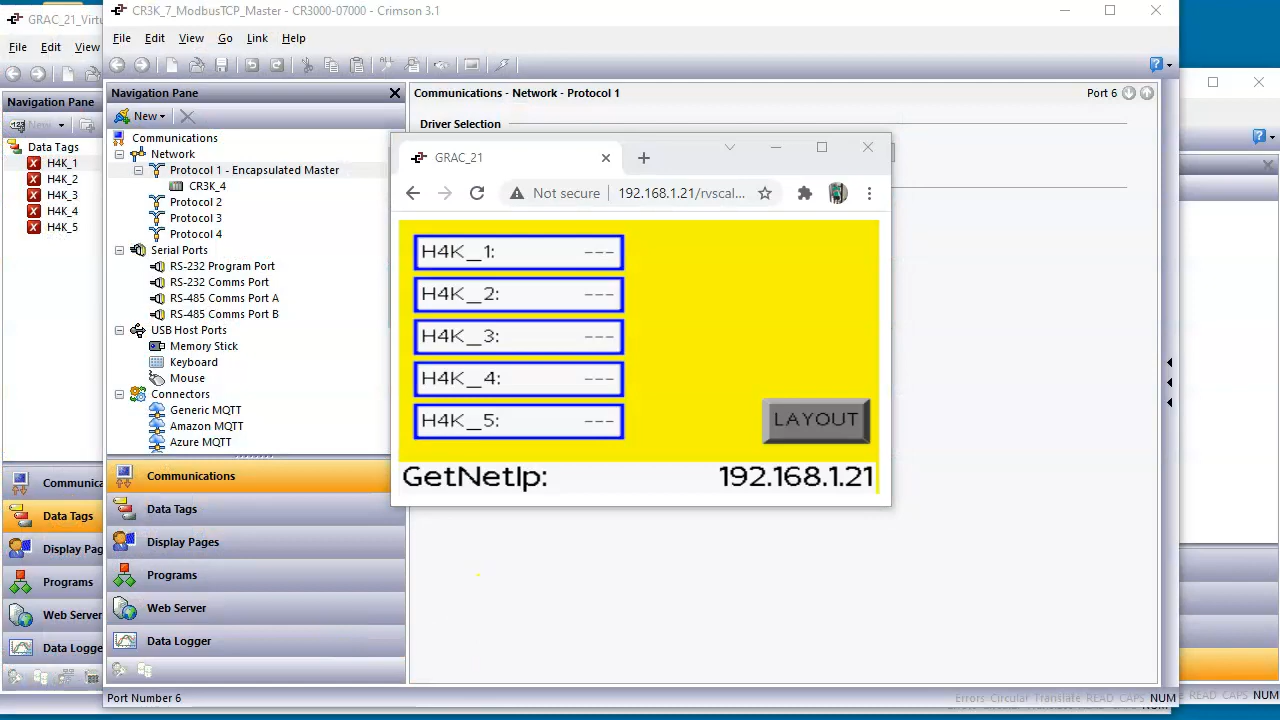 GRAC_21_Virtu
File Edit View
Navigation Pane
New
Data Tags
H4K_1
H4K_2
H4K_3
H4K_4
H4K_5
Communica
Data Tags
Display Pag
Programs
Web Server
Data Logge
CR3K_7_ModbusTCP_Master - CR3000-07000 - Crimson 3.1
File Edit View Go Link Help
Navigation Pane
New
Communications
Network
Protocol 1 - Encapsulated Master
CR3K_4
Protocol 2
Protocol 3
Protocol 4
Serial Ports
RS-232 Program Port
RS-232 Comms Port
RS-485 Comms Port A
RS-485 Comms Port B
USB Host Ports
Memory Stick
Keyboard
Mouse
Connectors
Generic MQTT
Amazon MQTT
Azure MQTT
Communications
Data Tags
Display Pages
Programs
Web Server
Data Logger
Port Number 6
Communications - Network - Protocol 1
Port 6
Driver Selection
GRAC_21
Not secure 192.168.1.21/rvscal...
H4K_1: ---
H4K_2: ---
H4K_3: ---
H4K_4: ---
H4K_5: ---
LAYOUT
GetNetIp: 192.168.1.21
Errors Circular Translate READ CAPS NUM
READ CAPS NUM